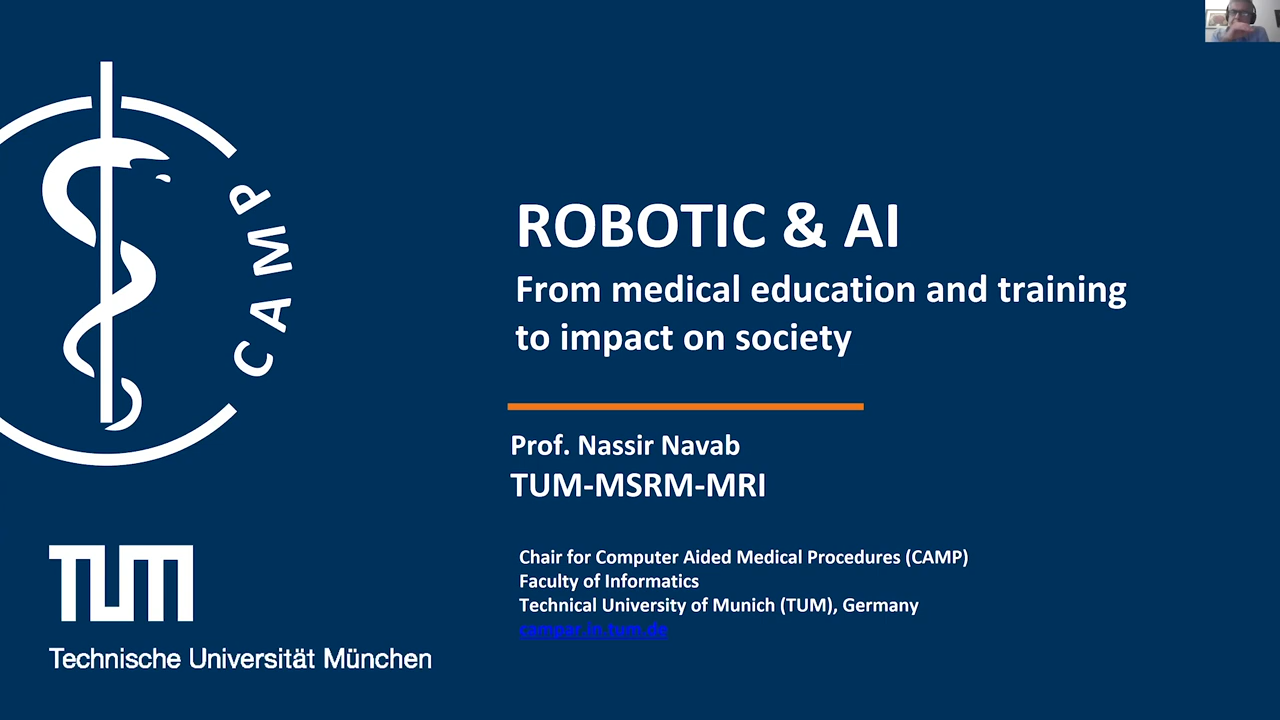 CAMP
ROBOTIC & AI
From medical education and training
to impact on society
Prof. Nassir Navab
TUM-MSRM-MRI
Chair for Computer Aided Medical Procedures (CAMP)
Faculty of Informatics
Technical University of Munich (TUM), Germany
campar.in.tum.de
TUM
Technische Universität München